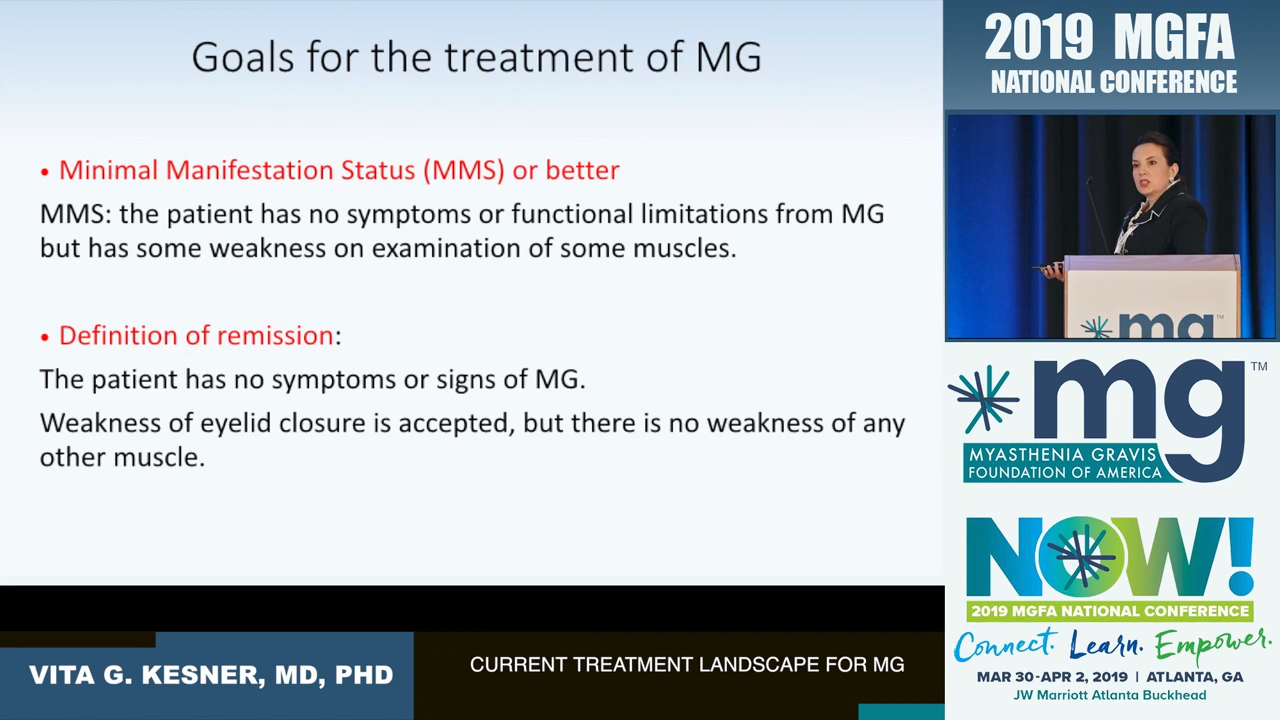 Goals for the treatment of MG
• Minimal Manifestation Status (MMS) or better
MMS: the patient has no symptoms or functional limitations from MG
but has some weakness on examination of some muscles.
• Definition of remission:
The patient has no symptoms or signs of MG.
Weakness of eyelid closure is accepted, but there is no weakness of any
other muscle.
VITA G. KESNER, MD, PHD
CURRENT TREATMENT LANDSCAPE FOR MG
2019 MGFA
NATIONAL CONFERENCE
mg™
mg™
MYASTHENIA GRAVIS
FOUNDATION OF AMERICA
NOW!
2019 MGFA NATIONAL CONFERENCE
Connect. Learn. Empower.
MAR 30-APR 2, 2019 | ATLANTA, GA
JW Marriott Atlanta Buckhead